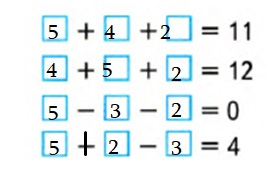 5 + 4 + 2 = 11
4 + 5 + 2 = 12
5 - 3 - 2 = 0
5 + 2 - 3 = 4